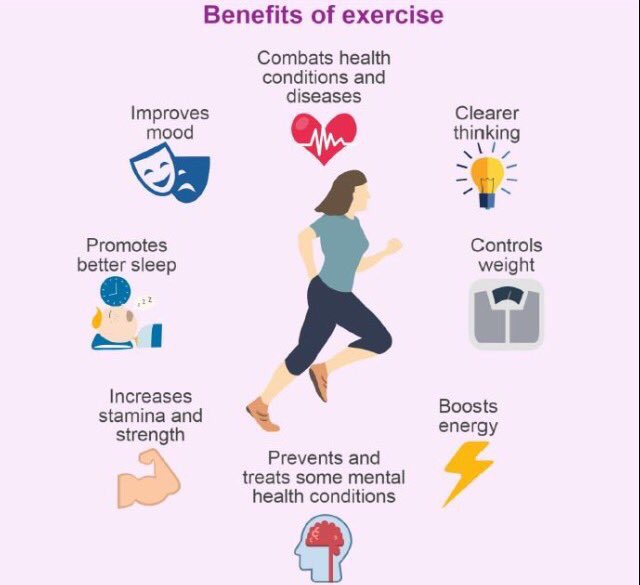 Benefits of exercise
Combats health
conditions and
diseases
Improves
mood
Clearer
thinking
Promotes
better sleep
z z z
Controls
weight
Increases
stamina and
strength
Boosts
energy
Prevents and
treats some mental
health conditions